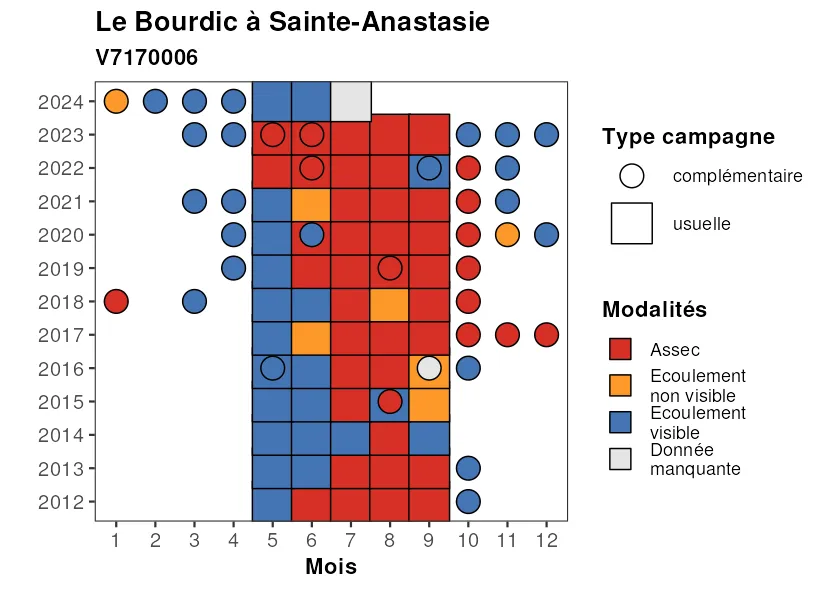 Le Bourdic à Sainte-Anastasie
V7170006
2024
2023
2022
2021
2020
2019
2018
2017
2016
2015
2014
2013
2012
1 2 3 4 5 6 7 8 9 10 11 12
Mois
Type campagne
complémentaire
usuelle
Modalités
Assec
Ecoulement
non visible
Ecoulement
visible
Donnée
manquante